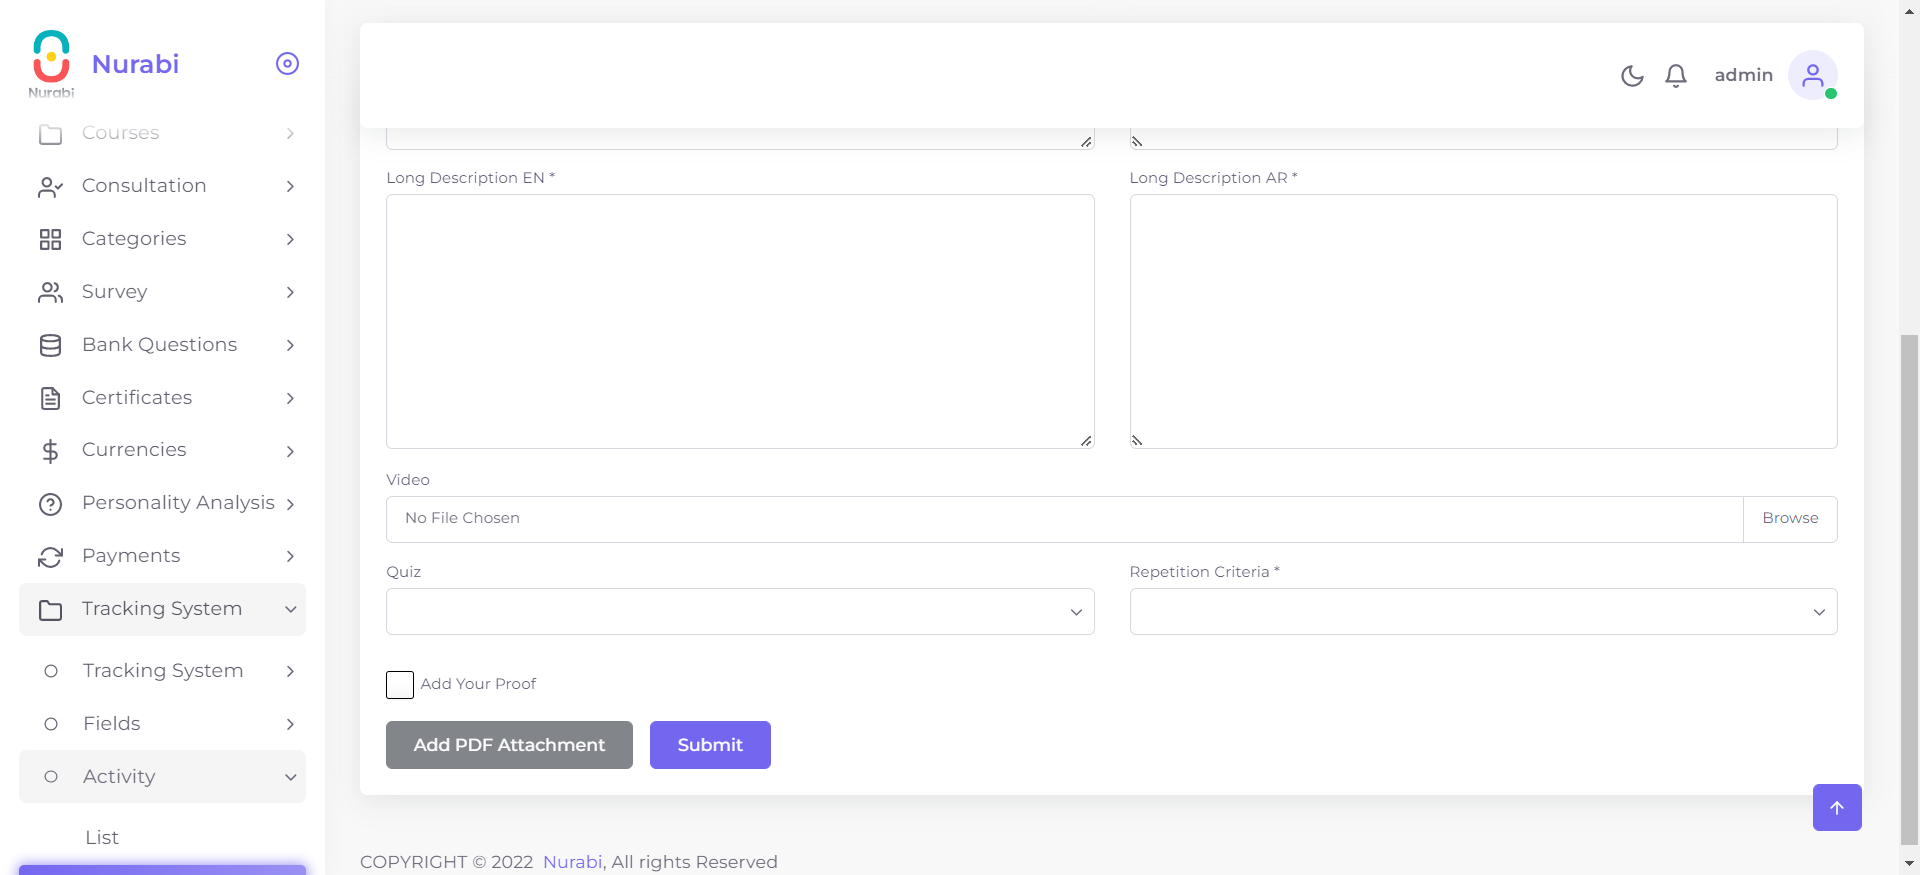 Nurabi
Nurabi
Courses
Consultation
Categories
Survey
Bank Questions
Certificates
Currencies
Personality Analysis
Payments
Tracking System
Tracking System
Fields
Activity
List
admin
Long Description EN *
Long Description AR *
Video
No File Chosen
Browse
Quiz
Repetition Criteria *
Add Your Proof
Add PDF Attachment
Submit
COPYRIGHT © 2022 Nurabi, All rights Reserved